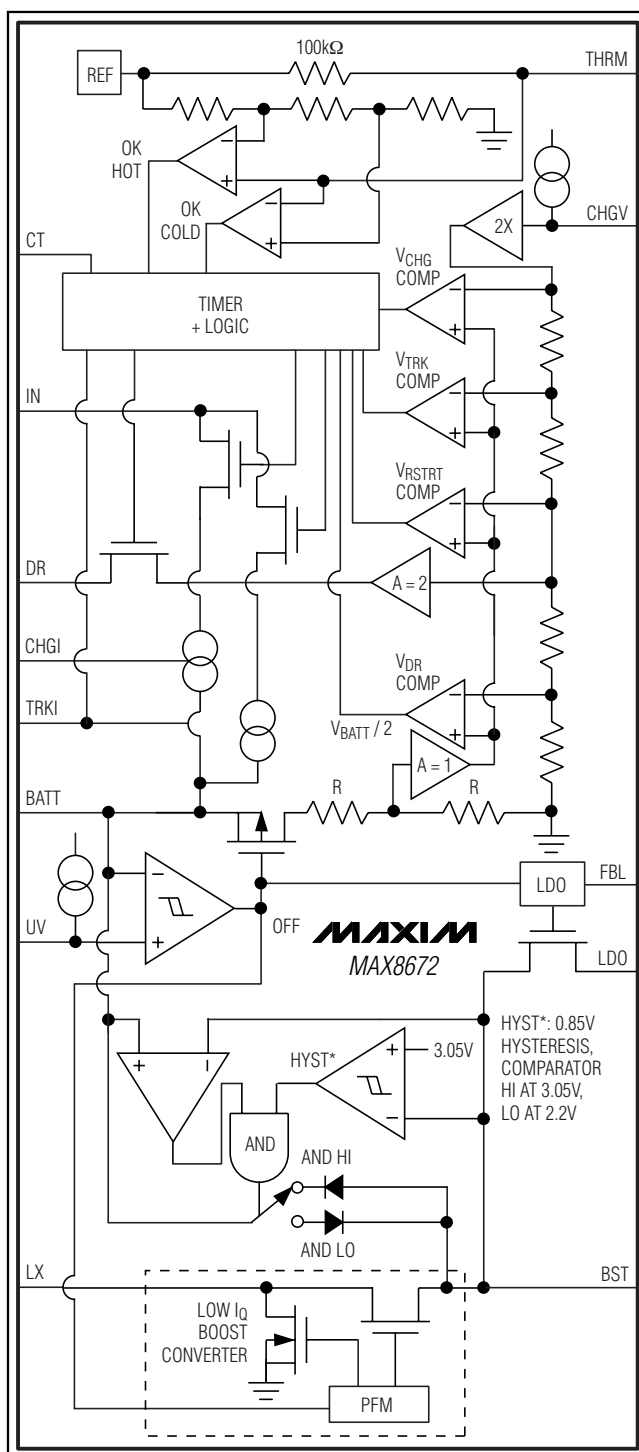 100kΩ
THRM
REF
OK
HOT
OK
COLD
2X
CHGV
CT
TIMER
+ LOGIC
VCHG
COMP
VTRK
COMP
IN
VRSTRT
COMP
DR
A = 2
CHGI
VDR
COMP
TRKI
VBATT / 2
A = 1
BATT
R
R
LDO
FBL
UV
OFF
MAXIM
MAX8672
LDO
HYST*: 0.85V
HYSTERESIS,
COMPARATOR
HI AT 3.05V,
LO AT 2.2V
HYST*
3.05V
AND
AND HI
AND LO
LX
BST
LOW IQ
BOOST
CONVERTER
PFM